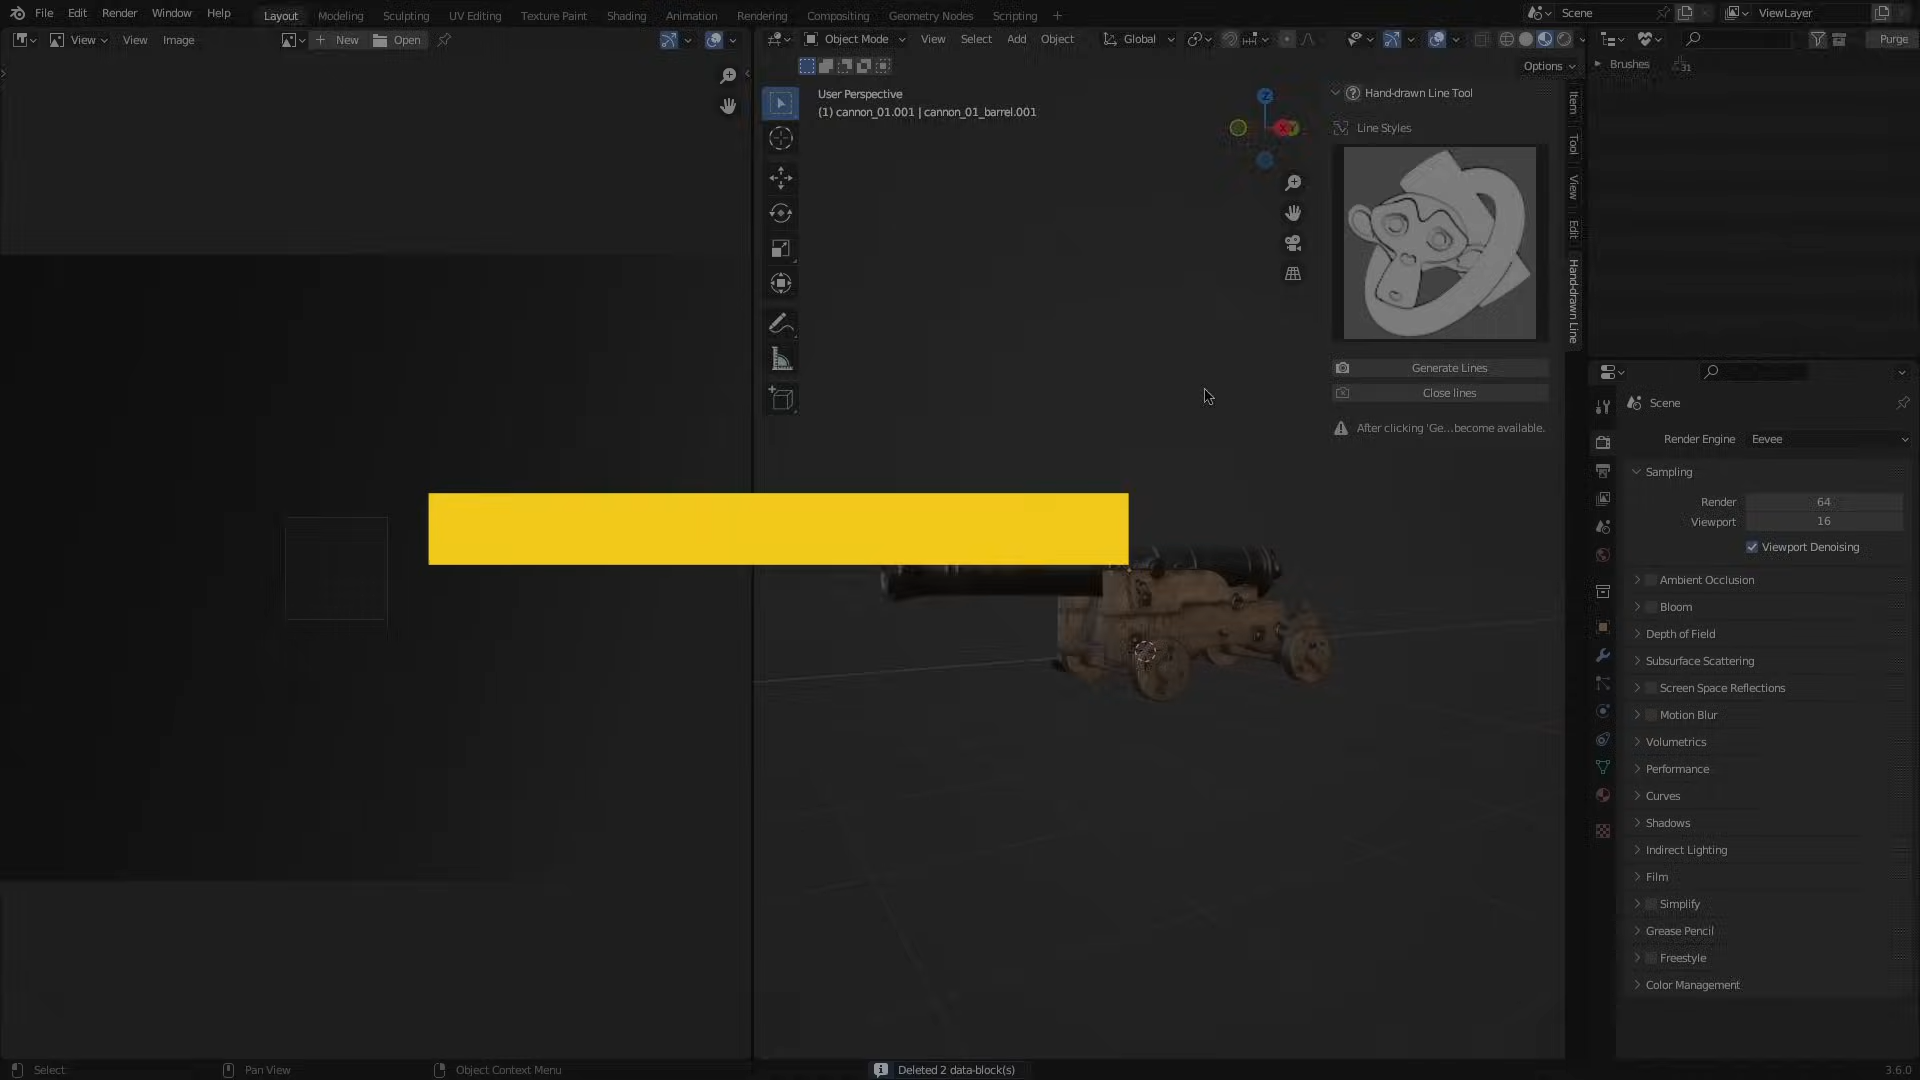 File Edit Render Window Help Layout Modeling Sculpting UV Editing Texture Paint Shading Animation Rendering Compositing Geometry Nodes Scripting + Scene ViewLayer
View View Image New Open Object Mode View Select Add Object Global Purge
Options
Brushes 31
User Perspective
(1) cannon_01.001 | cannon_01_barrel.001
Hand-drawn Line Tool
Line Styles
Z
X Y
Item
Tool
View
Edit
Hand-drawn Line
Generate Lines
Close lines
After clicking 'Ge...become available.
Scene
Render Engine Eevee
Sampling
Render 64
Viewport 16
Viewport Denoising
Ambient Occlusion
Bloom
Depth of Field
Subsurface Scattering
Screen Space Reflections
Motion Blur
Volumetrics
Performance
Curves
Shadows
Indirect Lighting
Film
Simplify
Grease Pencil
Freestyle
Color Management
Select Pan View Object Context Menu Deleted 2 data-block(s) 3.6.0